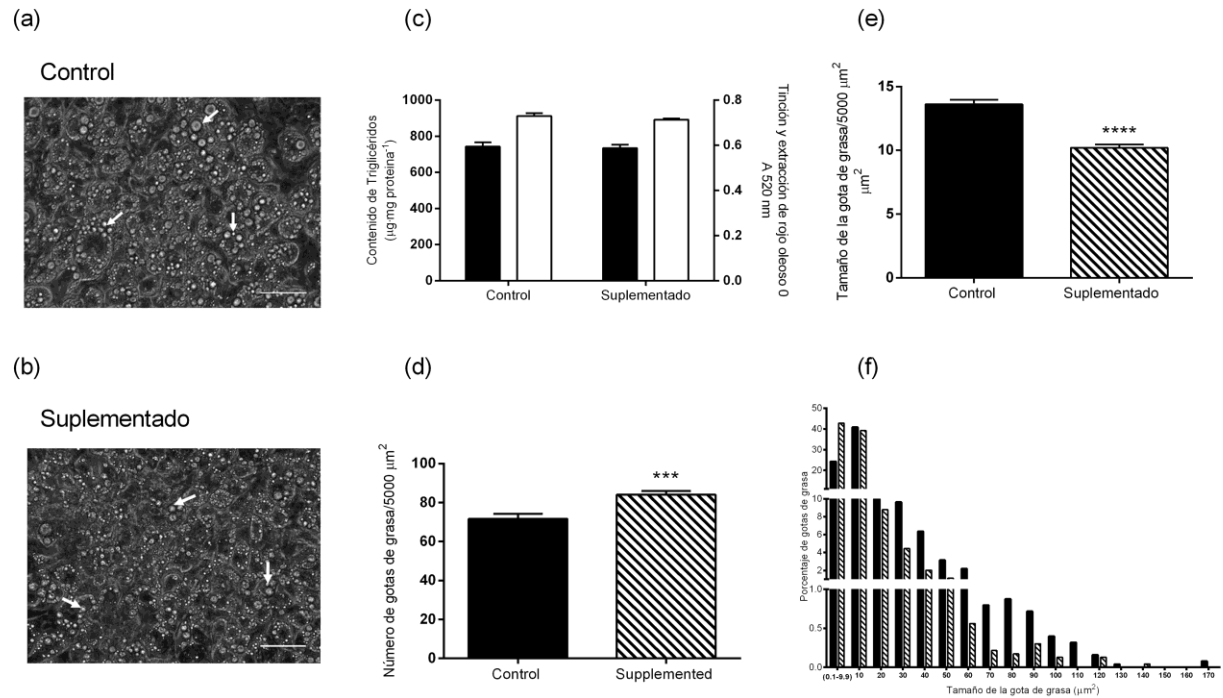 (a)
Control
(b)
Suplementado
(c)
Contenido de Triglicéridos
(µg·mg proteina⁻¹)
1000
800
600
400
200
0
0.8
0.6
0.4
0.2
0.0
Tinción y extracción de rojo oleoso 0
A 520 nm
Control
Suplementado
(d)
Número de gotas de grasa/5000 µm²
100
80
60
40
20
0
***
Control
Supplemented
(e)
Tamaño de la gota de grasa/5000 µm²
µm²
15
10
5
0
****
Control
Suplementado
(f)
Porcentaje de gotas de grasa
50
40
30
20
10
8
6
4
2
1.0
0.5
0.0
(0.1-9.9) 10 20 30 40 50 60 70 80 90 100 110 120 130 140 150 160 170
Tamaño de la gota de grasa (µm²)